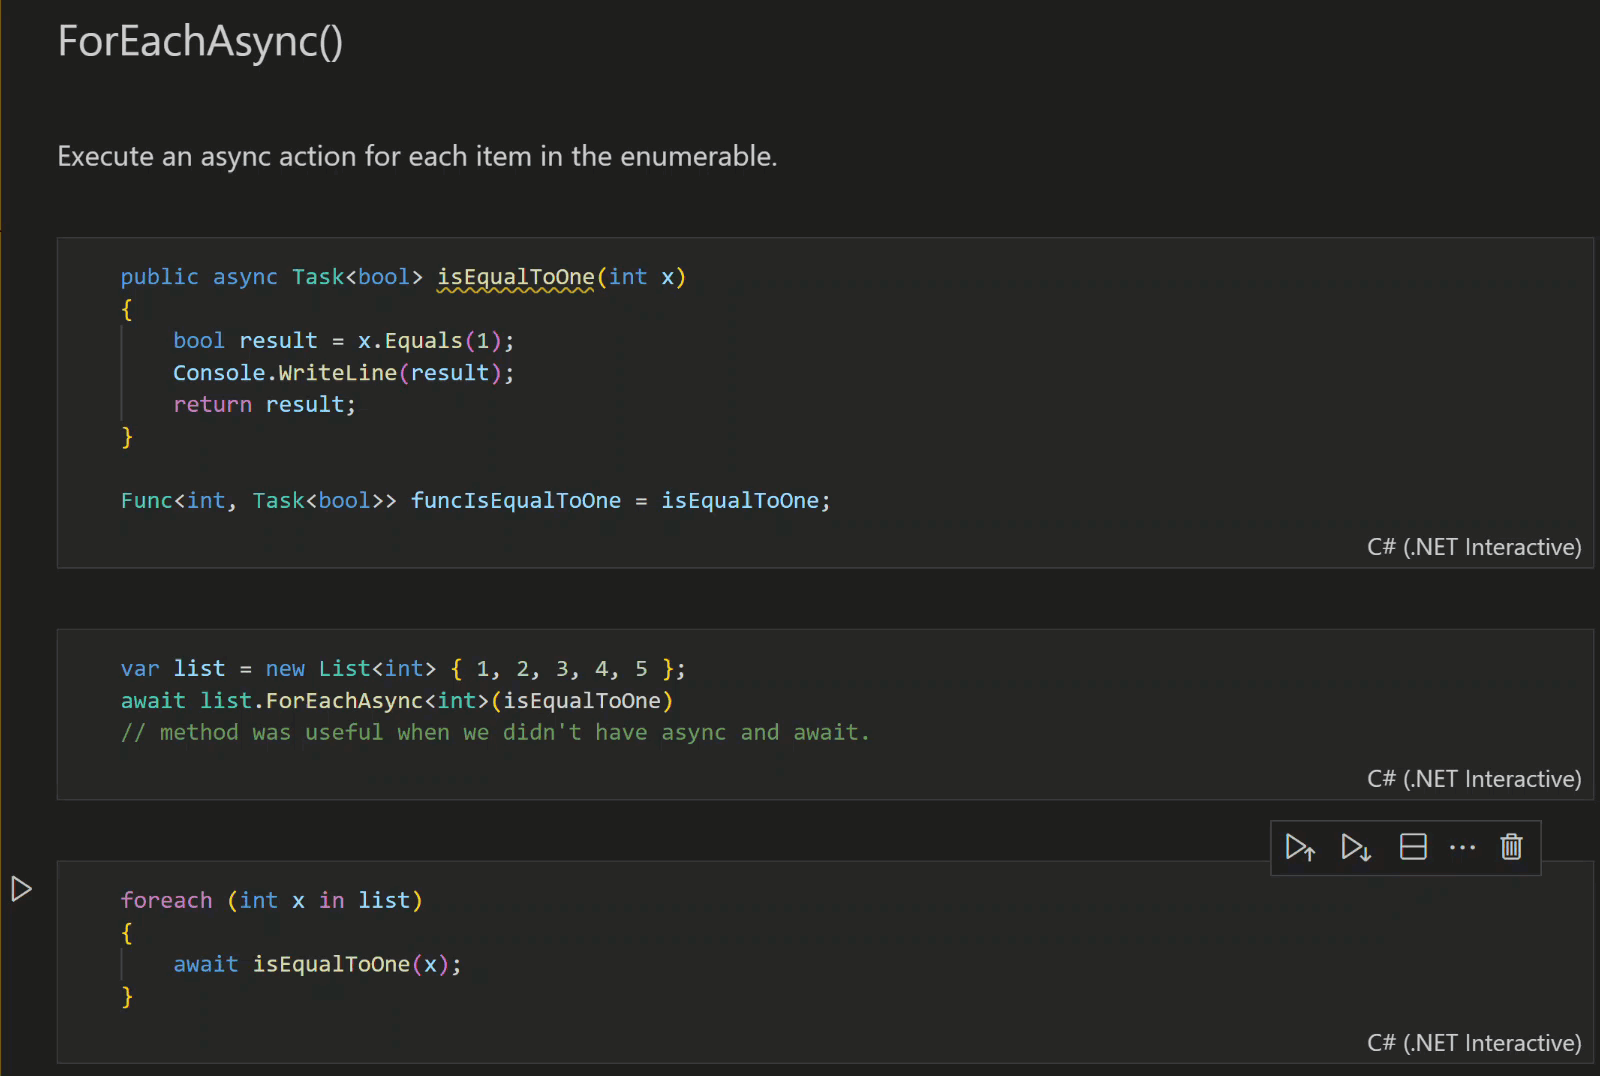 ForEachAsync()
Execute an async action for each item in the enumerable.
public async Task<bool> isEqualToOne(int x)
{
    bool result = x.Equals(1);
    Console.WriteLine(result);
    return result;
}
Func<int, Task<bool>> funcIsEqualToOne = isEqualToOne;
C# (.NET Interactive)
var list = new List<int> { 1, 2, 3, 4, 5 };
await list.ForEachAsync<int>(isEqualToOne)
// method was useful when we didn't have async and await.
C# (.NET Interactive)
foreach (int x in list)
{
    await isEqualToOne(x);
}
C# (.NET Interactive)